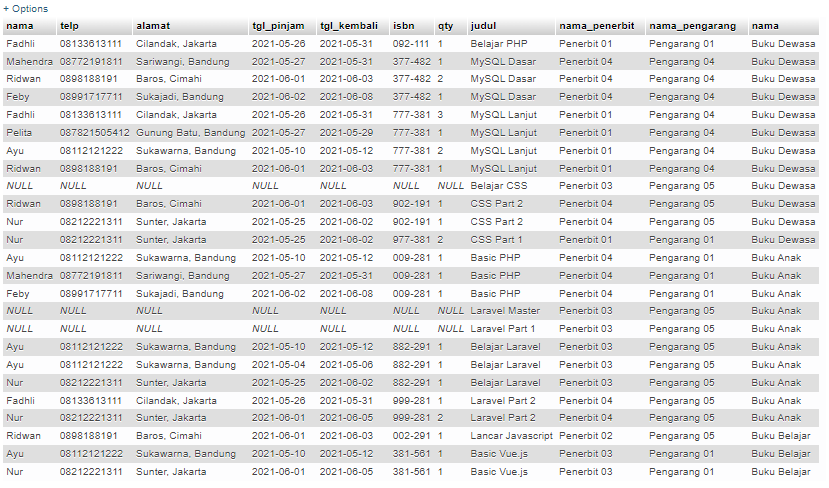 + Options
nama telp alamat tgl_pinjam tgl_kembali isbn qty judul nama_penerbit nama_pengarang nama
Fadhli 08133613111 Cilandak, Jakarta 2021-05-26 2021-05-31 092-111 1 Belajar PHP Penerbit 01 Pengarang 01 Buku Dewasa
Mahendra 08772191811 Sariwangi, Bandung 2021-05-27 2021-05-31 377-482 1 MySQL Dasar Penerbit 04 Pengarang 04 Buku Dewasa
Ridwan 0898188191 Baros, Cimahi 2021-06-01 2021-06-03 377-482 2 MySQL Dasar Penerbit 04 Pengarang 04 Buku Dewasa
Feby 08991717711 Sukajadi, Bandung 2021-06-02 2021-06-08 377-482 1 MySQL Dasar Penerbit 04 Pengarang 04 Buku Dewasa
Fadhli 08133613111 Cilandak, Jakarta 2021-05-26 2021-05-31 777-381 3 MySQL Lanjut Penerbit 01 Pengarang 04 Buku Dewasa
Pelita 087821505412 Gunung Batu, Bandung 2021-05-27 2021-05-29 777-381 1 MySQL Lanjut Penerbit 01 Pengarang 04 Buku Dewasa
Ayu 08112121222 Sukawarna, Bandung 2021-05-10 2021-05-12 777-381 2 MySQL Lanjut Penerbit 01 Pengarang 04 Buku Dewasa
Ridwan 0898188191 Baros, Cimahi 2021-06-01 2021-06-03 777-381 1 MySQL Lanjut Penerbit 01 Pengarang 04 Buku Dewasa
NULL NULL NULL NULL NULL NULL NULL Belajar CSS Penerbit 03 Pengarang 05 Buku Dewasa
Ridwan 0898188191 Baros, Cimahi 2021-06-01 2021-06-03 902-191 1 CSS Part 2 Penerbit 04 Pengarang 05 Buku Dewasa
Nur 08212221311 Sunter, Jakarta 2021-05-25 2021-06-02 902-191 1 CSS Part 2 Penerbit 04 Pengarang 05 Buku Dewasa
Nur 08212221311 Sunter, Jakarta 2021-05-25 2021-06-02 977-381 2 CSS Part 1 Penerbit 01 Pengarang 01 Buku Dewasa
Ayu 08112121222 Sukawarna, Bandung 2021-05-10 2021-05-12 009-281 1 Basic PHP Penerbit 04 Pengarang 01 Buku Anak
Mahendra 08772191811 Sariwangi, Bandung 2021-05-27 2021-05-31 009-281 1 Basic PHP Penerbit 04 Pengarang 01 Buku Anak
Feby 08991717711 Sukajadi, Bandung 2021-06-02 2021-06-08 009-281 1 Basic PHP Penerbit 04 Pengarang 01 Buku Anak
NULL NULL NULL NULL NULL NULL NULL Laravel Master Penerbit 03 Pengarang 05 Buku Anak
NULL NULL NULL NULL NULL NULL NULL Laravel Part 1 Penerbit 03 Pengarang 05 Buku Anak
Ayu 08112121222 Sukawarna, Bandung 2021-05-10 2021-05-12 882-291 1 Belajar Laravel Penerbit 03 Pengarang 05 Buku Anak
Ayu 08112121222 Sukawarna, Bandung 2021-05-04 2021-05-06 882-291 1 Belajar Laravel Penerbit 03 Pengarang 05 Buku Anak
Nur 08212221311 Sunter, Jakarta 2021-05-25 2021-06-02 882-291 1 Belajar Laravel Penerbit 03 Pengarang 05 Buku Anak
Fadhli 08133613111 Cilandak, Jakarta 2021-05-26 2021-05-31 999-281 1 Laravel Part 2 Penerbit 04 Pengarang 05 Buku Anak
Nur 08212221311 Sunter, Jakarta 2021-06-01 2021-06-05 999-281 2 Laravel Part 2 Penerbit 04 Pengarang 05 Buku Anak
Ridwan 0898188191 Baros, Cimahi 2021-06-01 2021-06-03 002-291 1 Lancar Javascript Penerbit 02 Pengarang 05 Buku Belajar
Ayu 08112121222 Sukawarna, Bandung 2021-05-10 2021-05-12 381-561 1 Basic Vue.js Penerbit 03 Pengarang 01 Buku Belajar
Nur 08212221311 Sunter, Jakarta 2021-06-01 2021-06-05 381-561 1 Basic Vue.js Penerbit 03 Pengarang 01 Buku Belajar